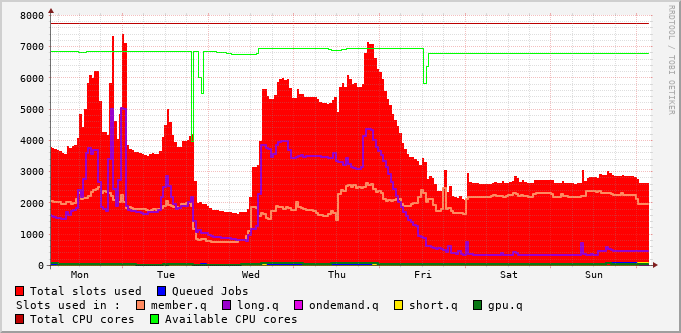 8000
7000
6000
5000
4000
3000
2000
1000
0
Mon Tue Wed Thu Fri Sat Sun
Total slots used Queued Jobs
Slots used in : member.q long.q ondemand.q short.q gpu.q
Total CPU cores Available CPU cores
RRDTOOL / TOBI OETIKER